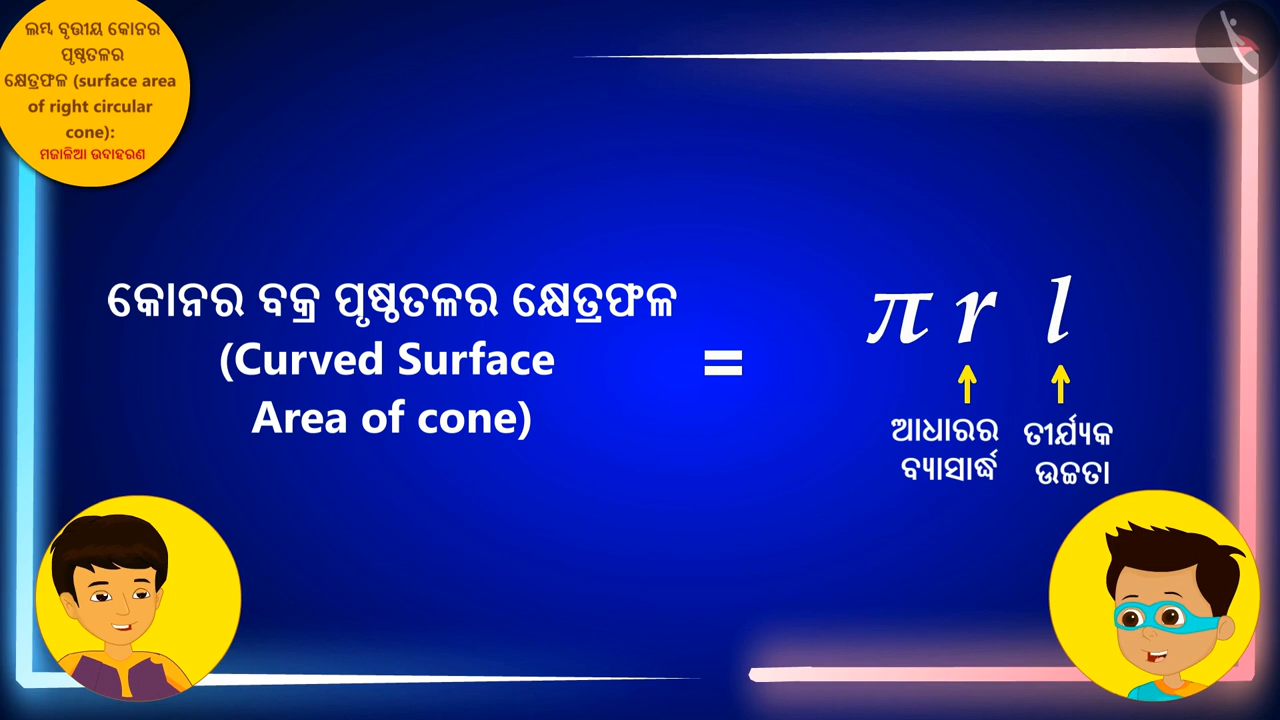 ଲମ୍ବ ବୃତ୍ତୀୟ କୋନର
ପୃଷ୍ଠତଳର
କ୍ଷେତ୍ରଫଳ (surface area
of right circular
cone):
ମଜାଳିଆ ଉଦାହରଣ
କୋନର ବକ୍ର ପୃଷ୍ଠତଳର କ୍ଷେତ୍ରଫଳ
(Curved Surface
Area of cone)
= π r l
ଆଧାରର
ବ୍ୟାସାର୍ଦ୍ଧ
ତୀର୍ଯ୍ୟକ
ଉଚ୍ଚତା